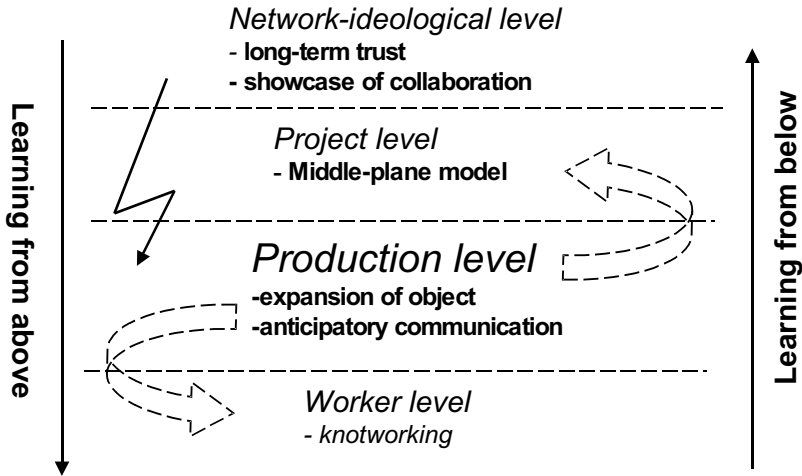 Network-ideological level
- long-term trust
- showcase of collaboration
Learning from above
Project level
- Middle-plane model
Learning from below
Production level
-expansion of object
-anticipatory communication
Worker level
- knotworking